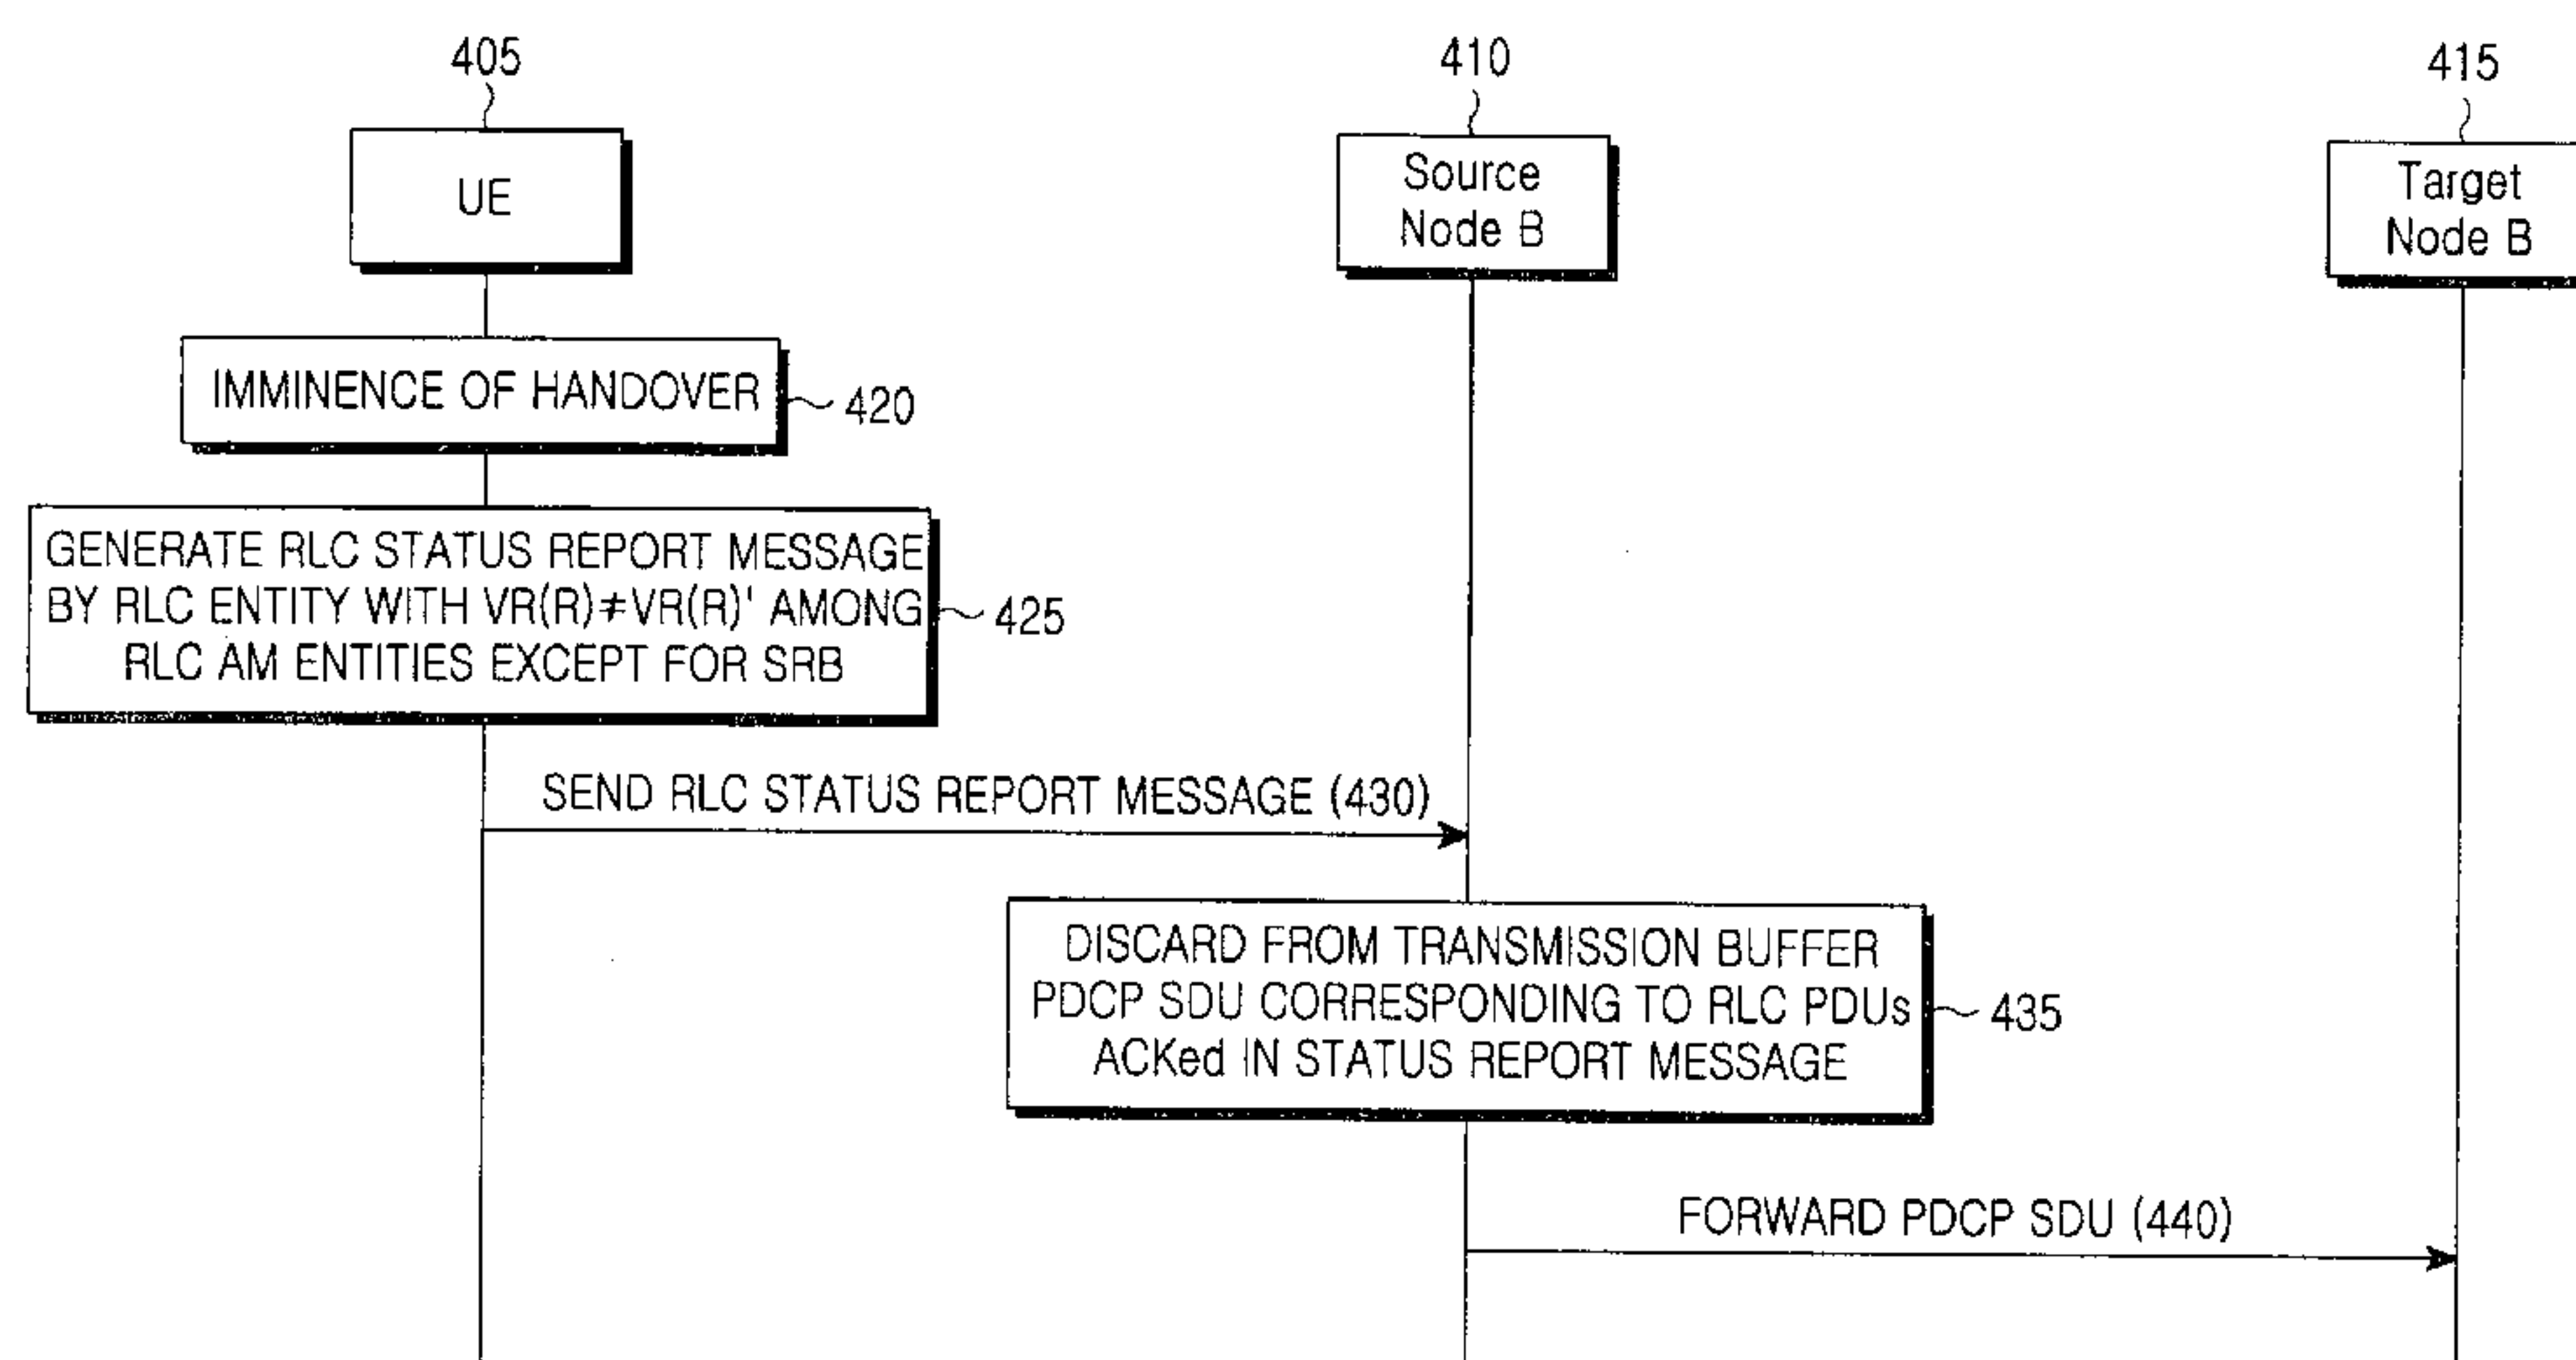 405
410
415
UE
Source
Node B
Target
Node B
IMMINENCE OF HANDOVER
420
GENERATE RLC STATUS REPORT MESSAGE
BY RLC ENTITY WITH VR(R)≠VR(R)' AMONG
RLC AM ENTITIES EXCEPT FOR SRB
425
SEND RLC STATUS REPORT MESSAGE (430)
DISCARD FROM TRANSMISSION BUFFER
PDCP SDU CORRESPONDING TO RLC PDUs
ACKed IN STATUS REPORT MESSAGE
435
FORWARD PDCP SDU (440)